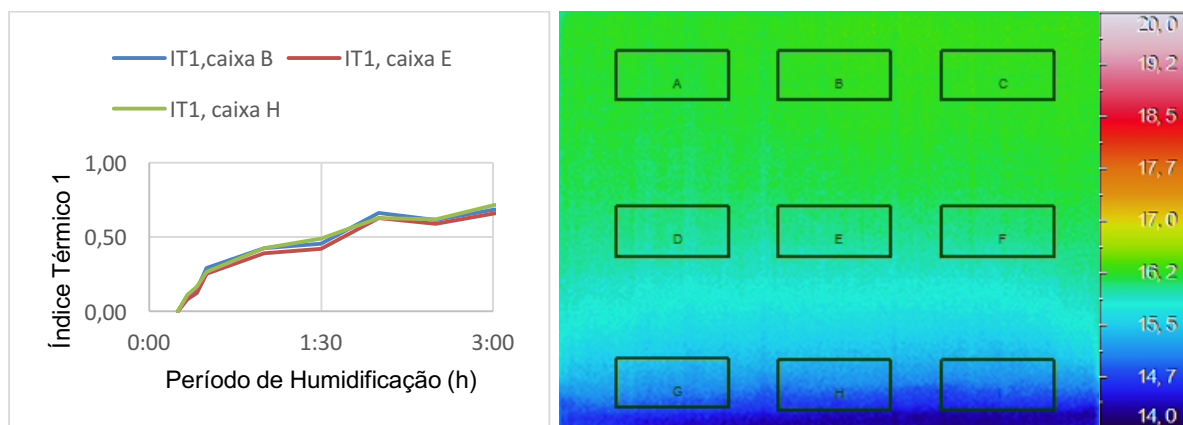 IT1,caixa B IT1, caixa E
IT1, caixa H
1,00
0,50
0,00
0:00 1:30 3:00
Índice Térmico 1
Período de Humidificação (h)
A B C
D E F
G H I
20,0
19,2
18,5
17,7
17,0
16,2
15,5
14,7
14,0